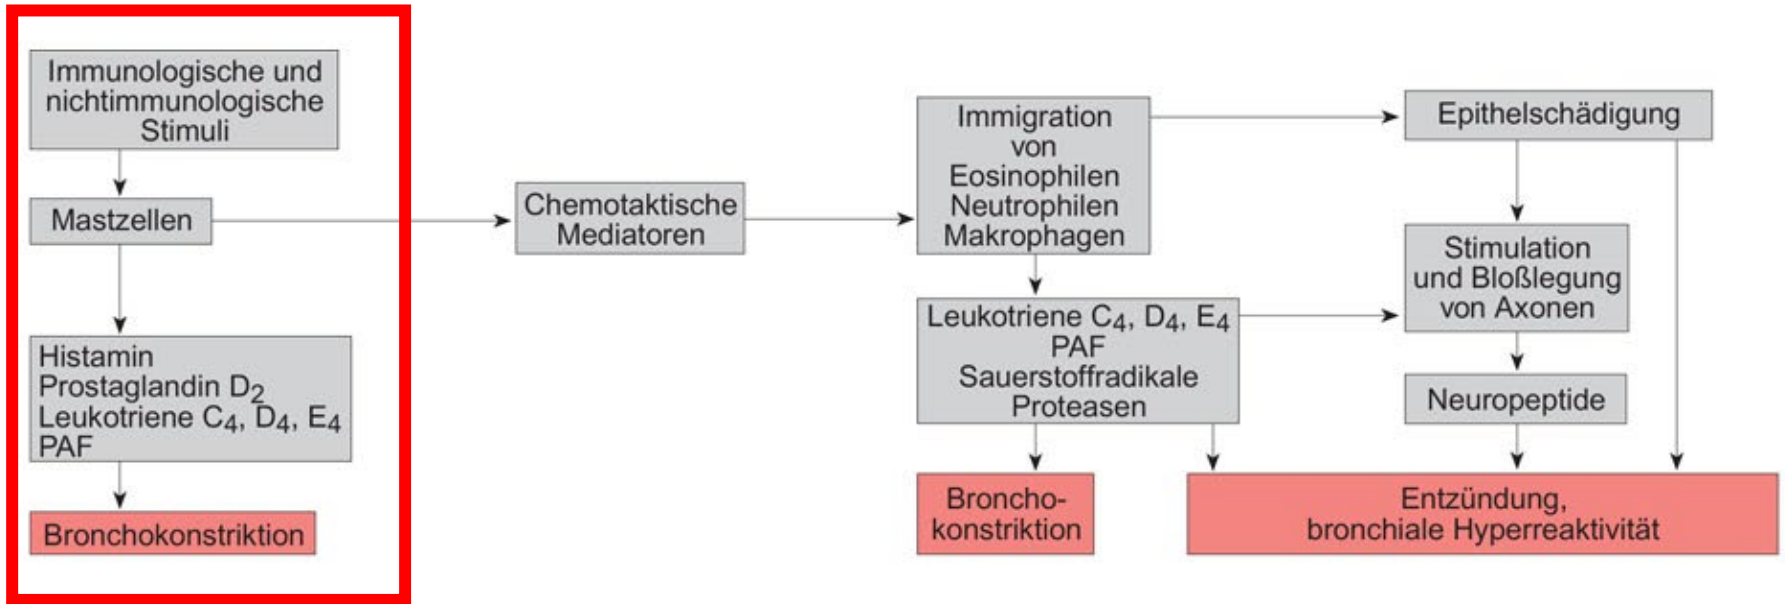 Immunologische und
nichtimmunologische
Stimuli
Mastzellen
Histamin
Prostaglandin D₂
Leukotriene C₄, D₄, E₄
PAF
Bronchokonstriktion
Chemotaktische
Mediatoren
Immigration
von
Eosinophilen
Neutrophilen
Makrophagen
Leukotriene C₄, D₄, E₄
PAF
Sauerstoffradikale
Proteasen
Broncho-
konstriktion
Epithelschädigung
Stimulation
und Bloßlegung
von Axonen
Neuropeptide
Entzündung,
bronchiale Hyperreaktivität